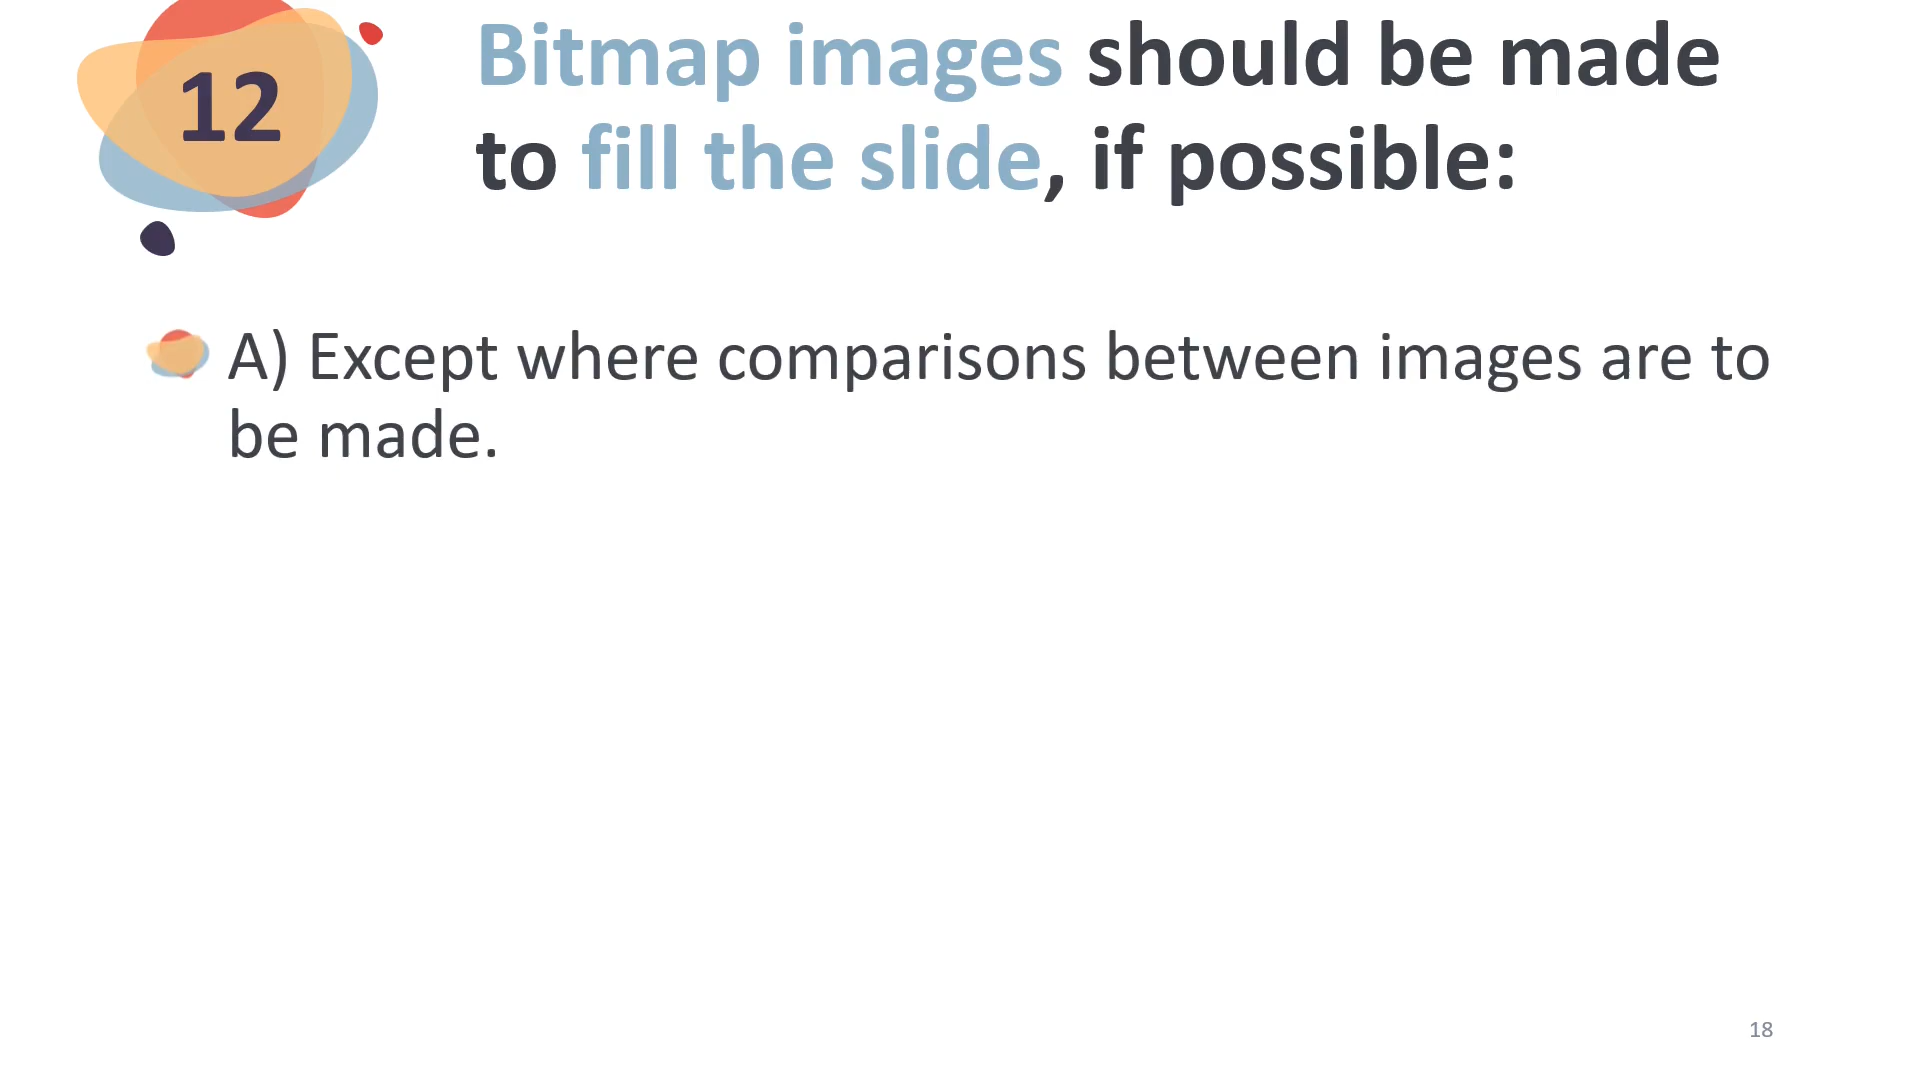 12
Bitmap images should be made
to fill the slide, if possible:
A) Except where comparisons between images are to
be made.
18